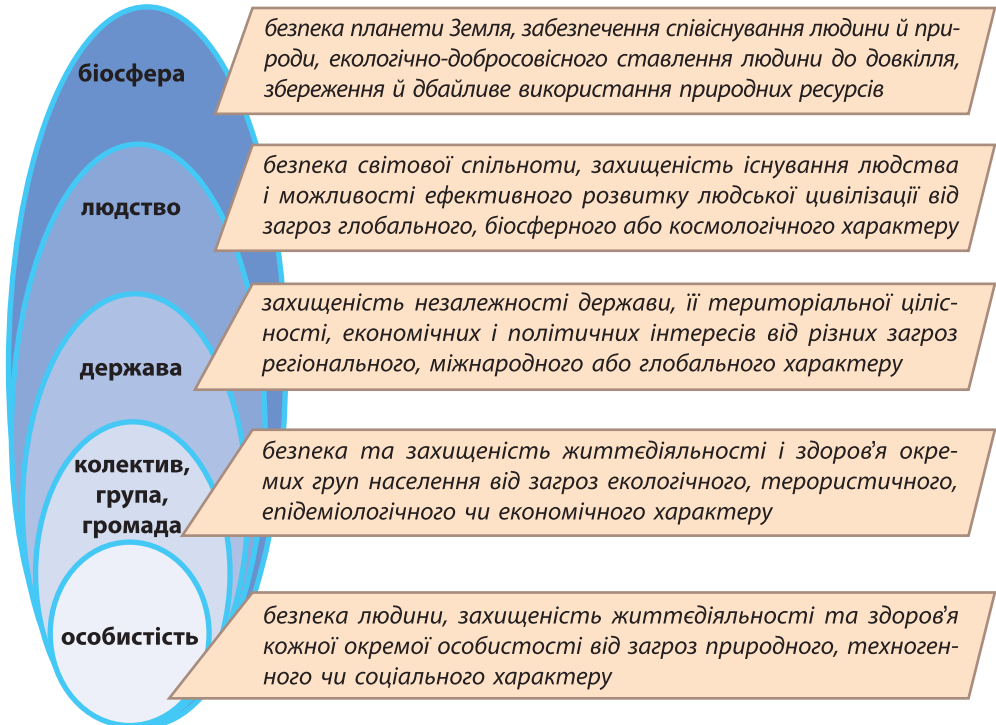 біосфера
безпека планети Земля, забезпечення співіснування людини й при-
роди, екологічно-добросовісного ставлення людини до довкілля,
збереження й дбайливе використання природних ресурсів
людство
безпека світової спільноти, захищеність існування людства
і можливості ефективного розвитку людської цивілізації від
загроз глобального, біосферного або космологічного характеру
держава
захищеність незалежності держави, її територіальної ціліс-
ності, економічних і політичних інтересів від різних загроз
регіонального, міжнародного або глобального характеру
колектив,
група,
громада
безпека та захищеність життєдіяльності і здоров'я окре-
мих груп населення від загроз екологічного, терористичного,
епідеміологічного чи економічного характеру
особистість
безпека людини, захищеність життєдіяльності та здоров'я
кожної окремої особистості від загроз природного, техноген-
ного чи соціального характеру